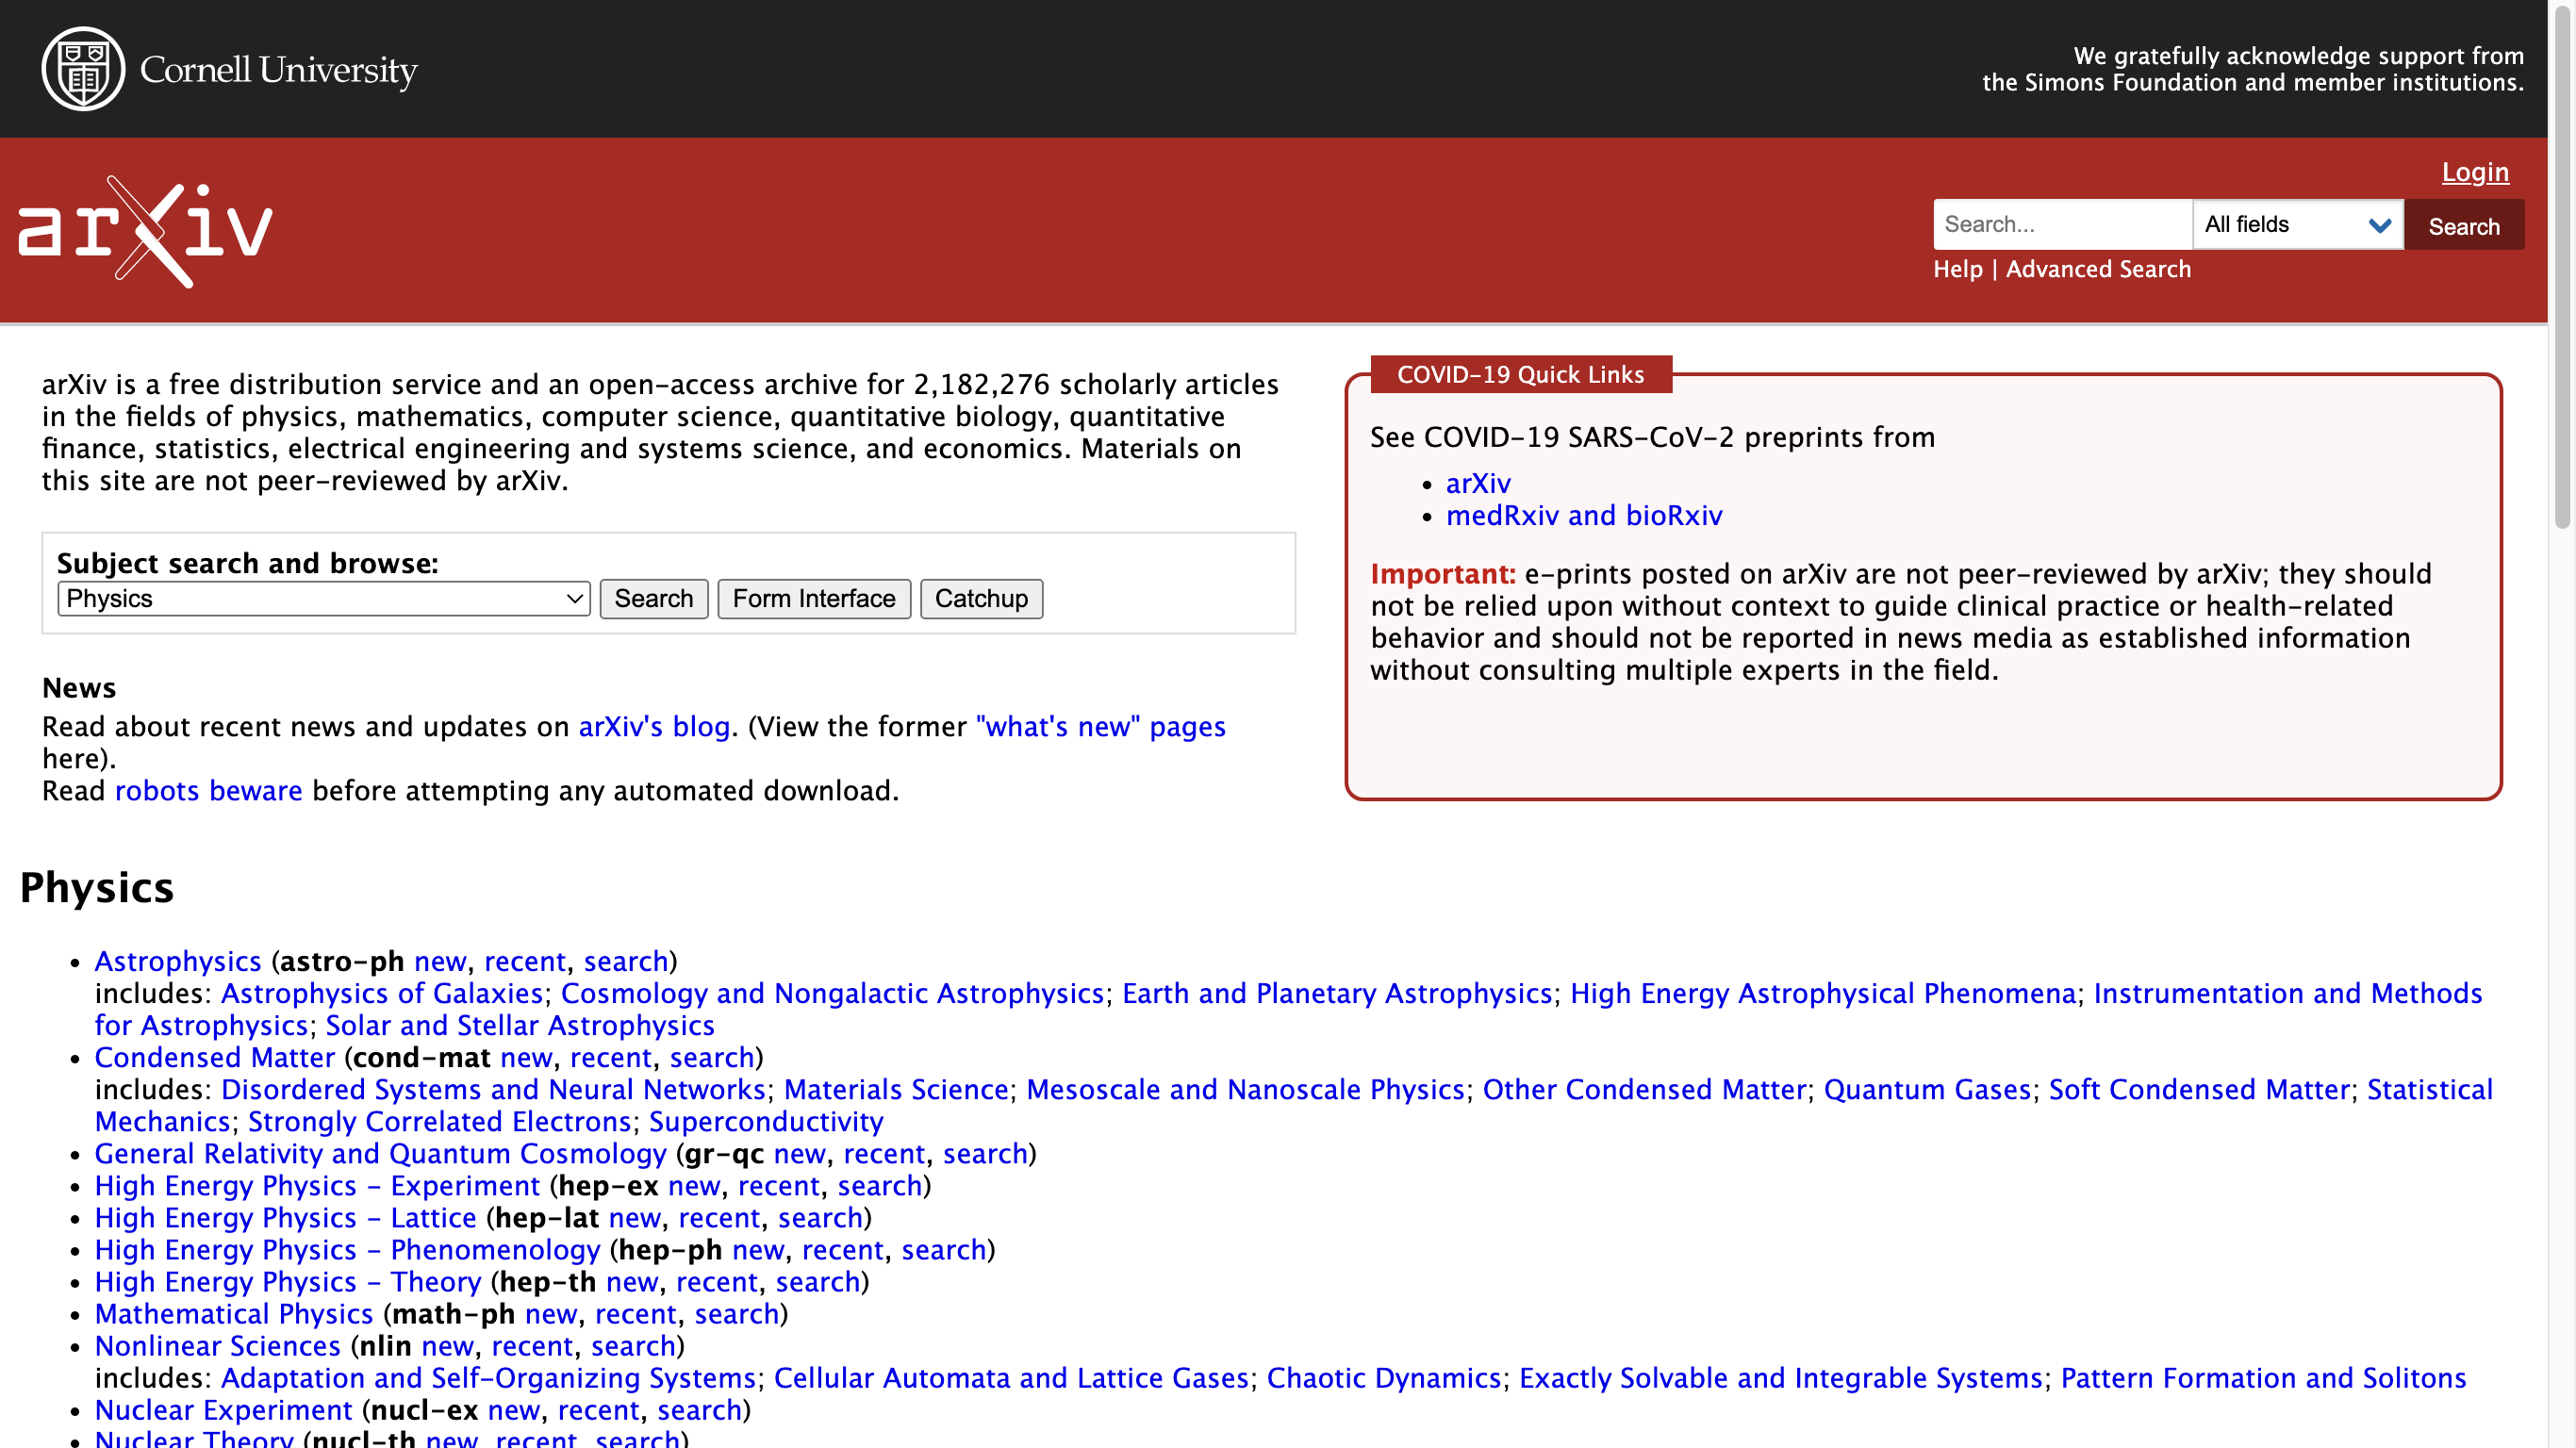 Cornell University
We gratefully acknowledge support from
the Simons Foundation and member institutions.
arXiv
Login
Search...
All fields
Search
Help | Advanced Search
arXiv is a free distribution service and an open-access archive for 2,182,276 scholarly articles
in the fields of physics, mathematics, computer science, quantitative biology, quantitative
finance, statistics, electrical engineering and systems science, and economics. Materials on
this site are not peer-reviewed by arXiv.
Subject search and browse:
Physics
Search
Form Interface
Catchup
News
Read about recent news and updates on arXiv's blog. (View the former "what's new" pages
here).
Read robots beware before attempting any automated download.
COVID-19 Quick Links
See COVID-19 SARS-CoV-2 preprints from
• arXiv
• medRxiv and bioRxiv
Important: e-prints posted on arXiv are not peer-reviewed by arXiv; they should
not be relied upon without context to guide clinical practice or health-related
behavior and should not be reported in news media as established information
without consulting multiple experts in the field.
Physics
• Astrophysics (astro-ph new, recent, search)
includes: Astrophysics of Galaxies; Cosmology and Nongalactic Astrophysics; Earth and Planetary Astrophysics; High Energy Astrophysical Phenomena; Instrumentation and Methods
for Astrophysics; Solar and Stellar Astrophysics
• Condensed Matter (cond-mat new, recent, search)
includes: Disordered Systems and Neural Networks; Materials Science; Mesoscale and Nanoscale Physics; Other Condensed Matter; Quantum Gases; Soft Condensed Matter; Statistical
Mechanics; Strongly Correlated Electrons; Superconductivity
• General Relativity and Quantum Cosmology (gr-qc new, recent, search)
• High Energy Physics - Experiment (hep-ex new, recent, search)
• High Energy Physics - Lattice (hep-lat new, recent, search)
• High Energy Physics - Phenomenology (hep-ph new, recent, search)
• High Energy Physics - Theory (hep-th new, recent, search)
• Mathematical Physics (math-ph new, recent, search)
• Nonlinear Sciences (nlin new, recent, search)
includes: Adaptation and Self-Organizing Systems; Cellular Automata and Lattice Gases; Chaotic Dynamics; Exactly Solvable and Integrable Systems; Pattern Formation and Solitons
• Nuclear Experiment (nucl-ex new, recent, search)
• Nuclear Theory (nucl-th new, recent, search)